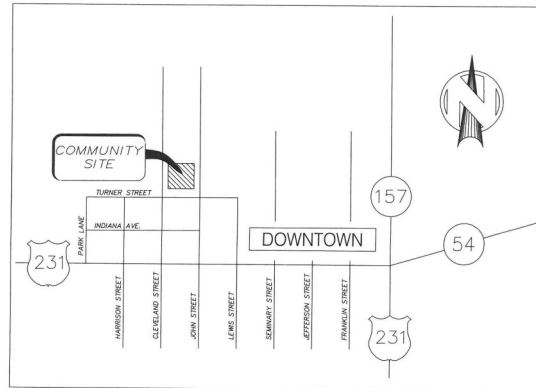 N
COMMUNITY
SITE
TURNER STREET
157
INDIANA AVE.
PARK LANE
DOWNTOWN
54
231
HARRISON STREET
CLEVELAND STREET
JOHN STREET
LEWIS STREET
SEMINARY STREET
JEFFERSON STREET
FRANKLIN STREET
231